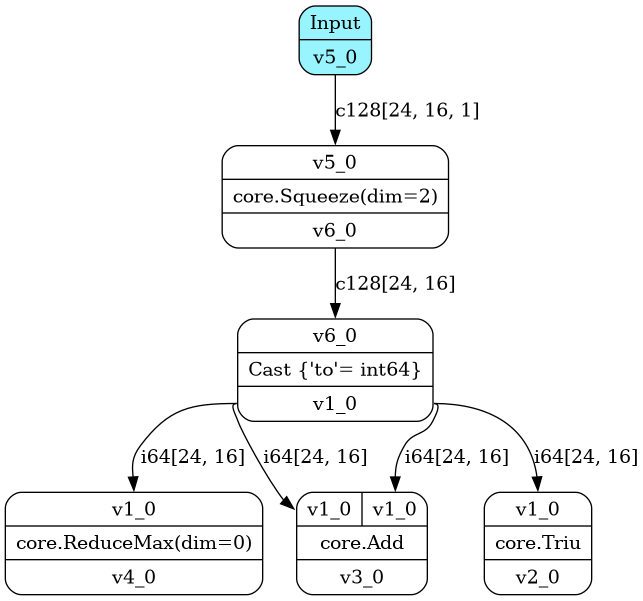 Input
v5_0
c128[24, 16, 1]
v5_0
core.Squeeze(dim=2)
v6_0
c128[24, 16]
v6_0
Cast {'to'= int64}
v1_0
i64[24, 16] i64[24, 16] i64[24, 16] i64[24, 16]
v1_0 v1_0 v1_0 v1_0
core.ReduceMax(dim=0) core.Add core.Triu
v4_0 v3_0 v2_0